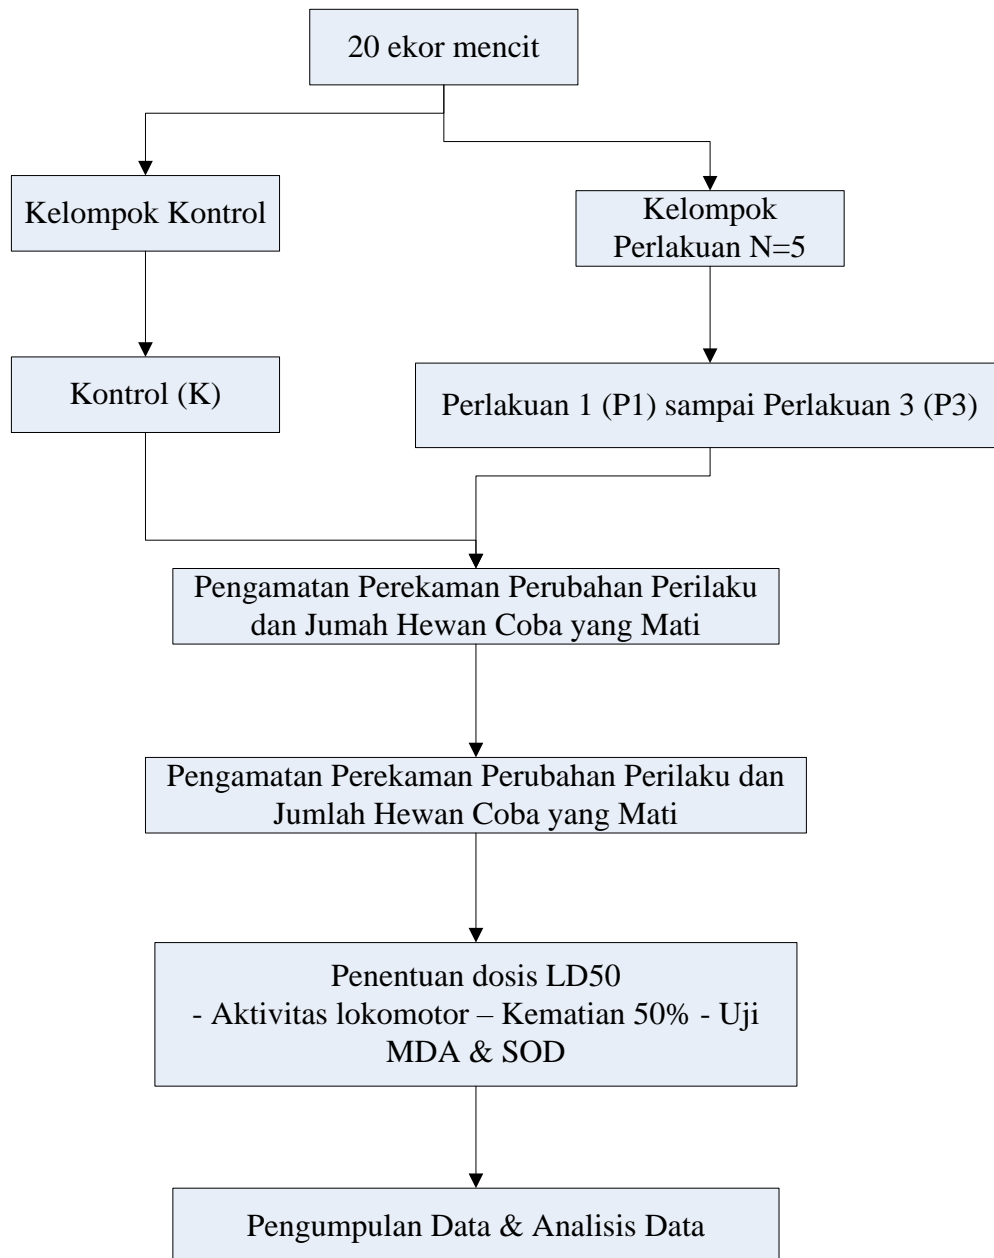 20 ekor mencit
Kelompok Kontrol
Kelompok
Perlakuan N=5
Kontrol (K)
Perlakuan 1 (P1) sampai Perlakuan 3 (P3)
Pengamatan Perekaman Perubahan Perilaku
dan Jumah Hewan Coba yang Mati
Pengamatan Perekaman Perubahan Perilaku dan
Jumlah Hewan Coba yang Mati
Penentuan dosis LD50
- Aktivitas lokomotor – Kematian 50% - Uji
MDA & SOD
Pengumpulan Data & Analisis Data